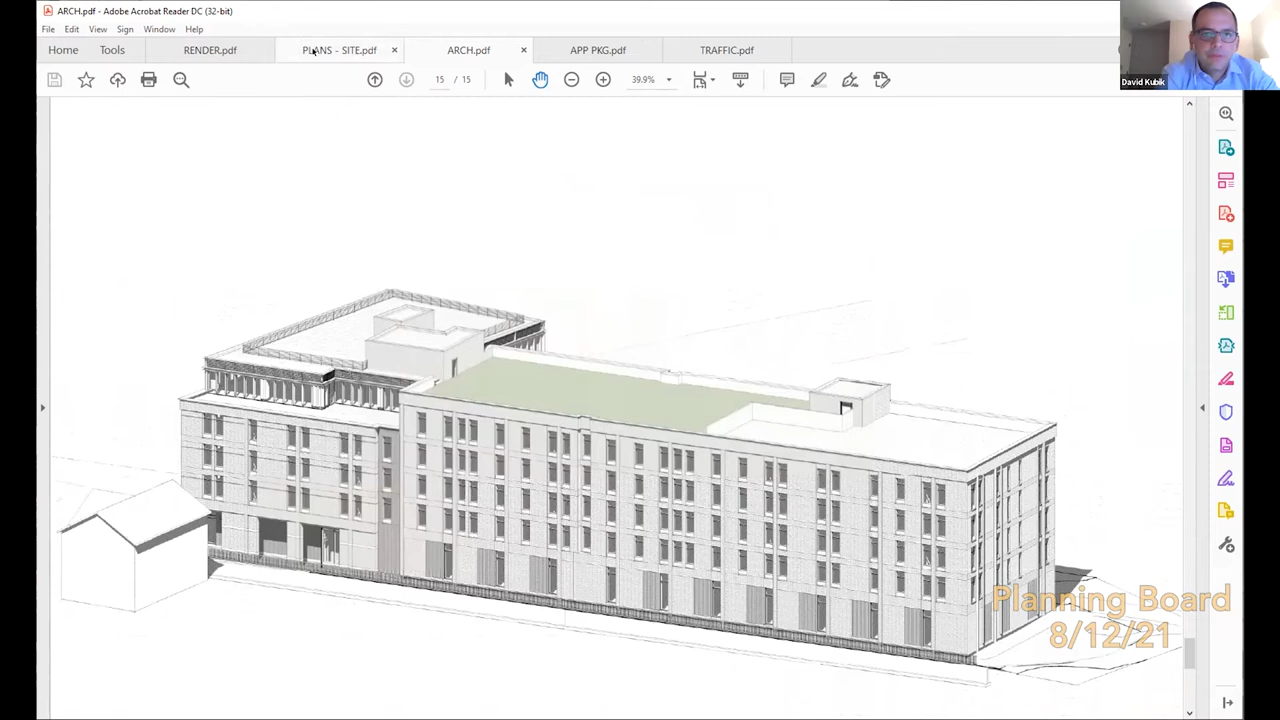 ARCH.pdf - Adobe Acrobat Reader DC (32-bit)
File Edit View Sign Window Help
Home Tools RENDER.pdf PLANS - SITE.pdf ARCH.pdf APP PKG.pdf TRAFFIC.pdf
15 / 15 39.9%
David Kubik
Planning Board
8/12/21